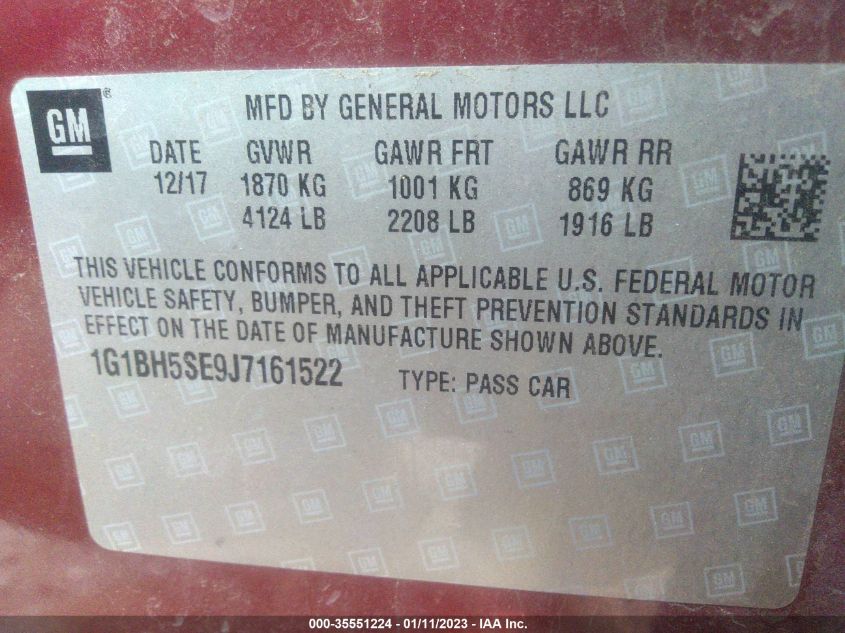 GM ®
MFD BY GENERAL MOTORS LLC
DATE GVWR GAWR FRT GAWR RR
12/17 1870 KG 1001 KG 869 KG
4124 LB 2208 LB 1916 LB
THIS VEHICLE CONFORMS TO ALL APPLICABLE U.S. FEDERAL MOTOR
VEHICLE SAFETY, BUMPER, AND THEFT PREVENTION STANDARDS IN
EFFECT ON THE DATE OF MANUFACTURE SHOWN ABOVE.
1G1BH5SE9J7161522 TYPE: PASS CAR
000-35551224 - 01/11/2023 - IAA Inc.